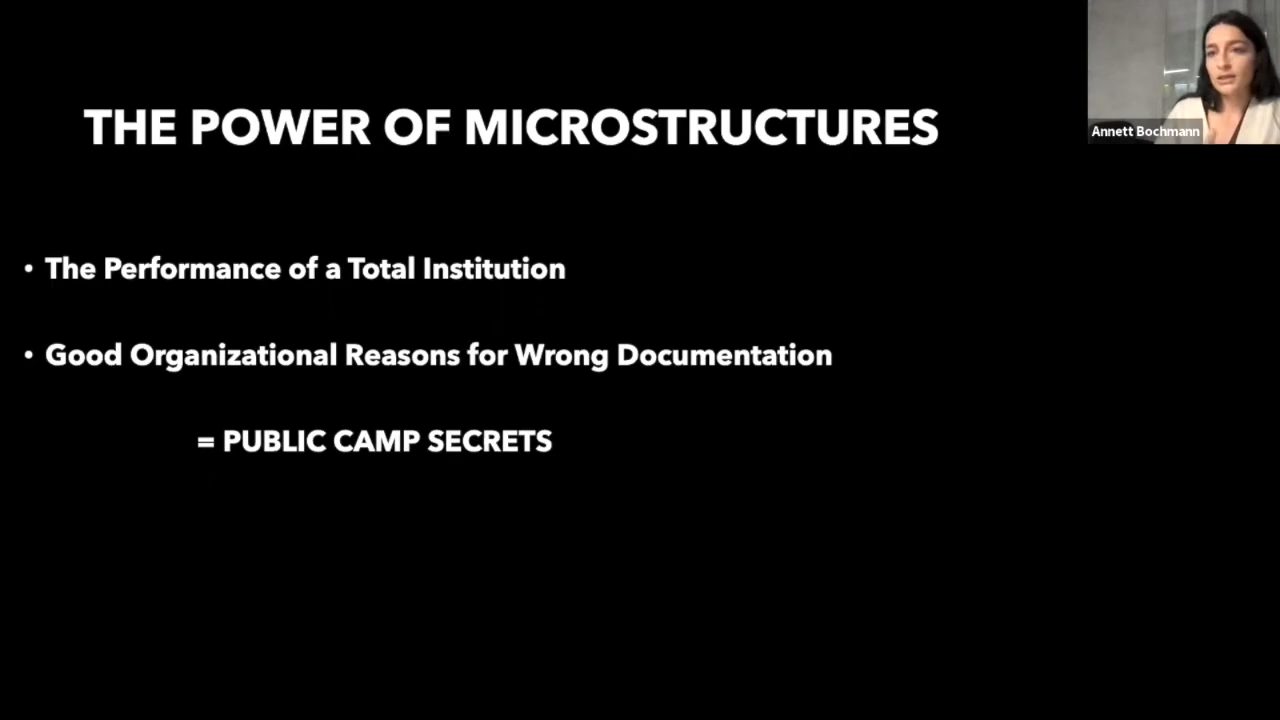 THE POWER OF MICROSTRUCTURES
Annett Bochmann
• The Performance of a Total Institution
• Good Organizational Reasons for Wrong Documentation
= PUBLIC CAMP SECRETS